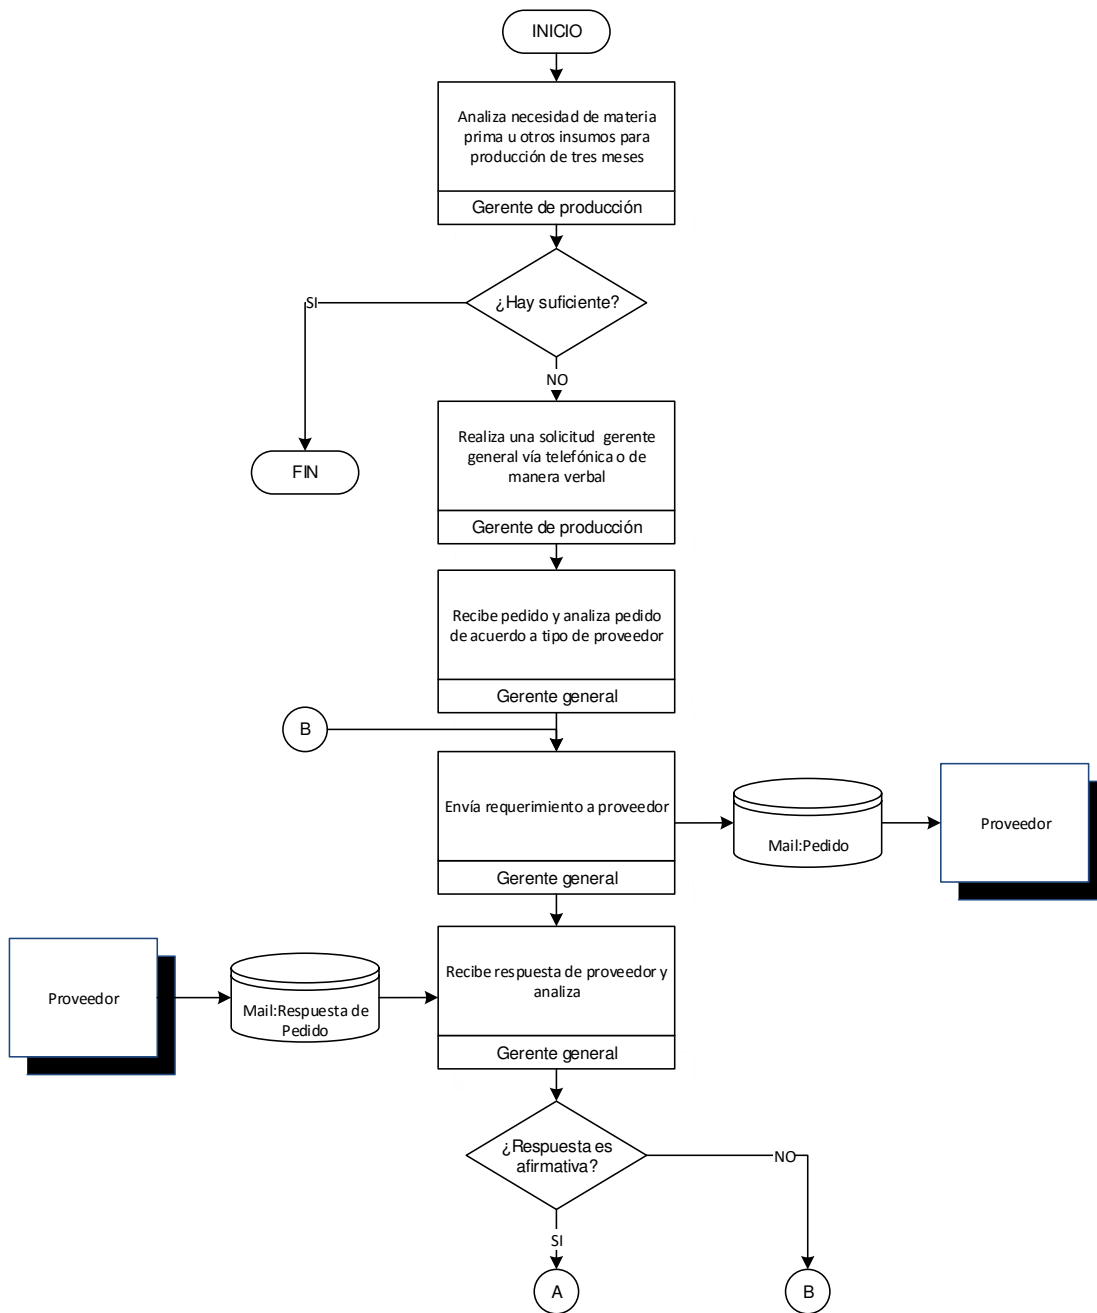 INICIO
Analiza necesidad de materia
prima u otros insumos para
producción de tres meses
Gerente de producción
¿Hay suficiente?
SI
NO
FIN
Realiza una solicitud gerente
general vía telefónica o de
manera verbal
Gerente de producción
Recibe pedido y analiza pedido
de acuerdo a tipo de proveedor
Gerente general
B
Envía requerimiento a proveedor
Gerente general
Mail:Pedido
Proveedor
Proveedor
Mail:Respuesta de
Pedido
Recibe respuesta de proveedor y
analiza
Gerente general
¿Respuesta es
afirmativa?
NO
SI
A
B